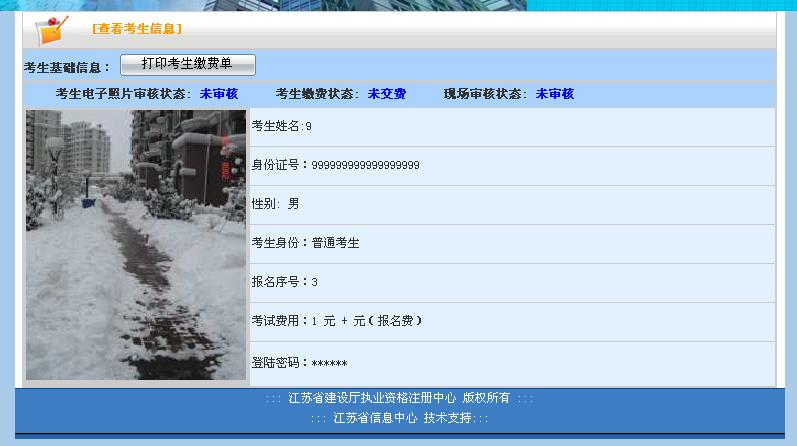 [查看考生信息]
考生基础信息： 打印考生缴费单
考生电子照片审核状态: 未审核 考生缴费状态: 未交费 现场审核状态: 未审核
考生姓名:9
身份证号：999999999999999999
性别: 男
考生身份：普通考生
报名序号：3
考试费用：1 元 + 元(报名费)
登陆密码：******
::: 江苏省建设厅执业资格注册中心 版权所有 :::
::: 江苏省信息中心 技术支持:::